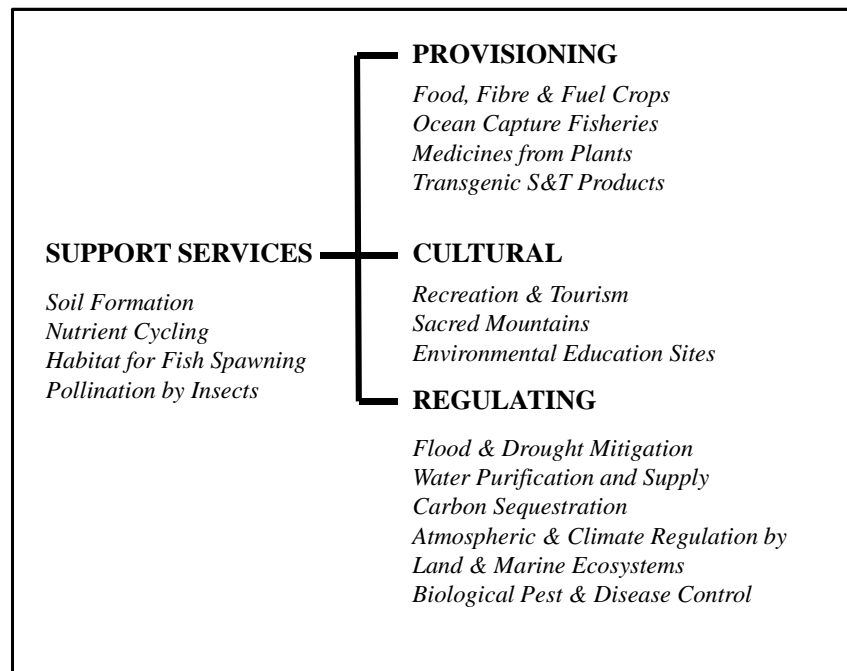 PROVISIONING
Food, Fibre & Fuel Crops
Ocean Capture Fisheries
Medicines from Plants
Transgenic S&T Products
SUPPORT SERVICES
Soil Formation
Nutrient Cycling
Habitat for Fish Spawning
Pollination by Insects
CULTURAL
Recreation & Tourism
Sacred Mountains
Environmental Education Sites
REGULATING
Flood & Drought Mitigation
Water Purification and Supply
Carbon Sequestration
Atmospheric & Climate Regulation by
Land & Marine Ecosystems
Biological Pest & Disease Control